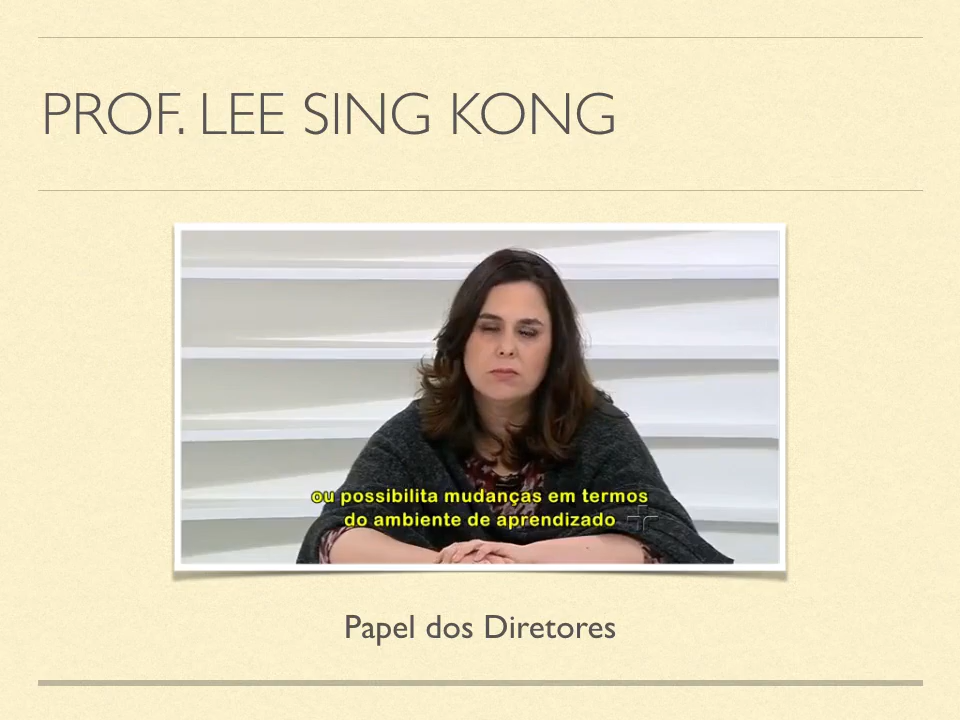 PROF. LEE SING KONG
ou possibilita mudanças em termos
do ambiente de aprendizado
Papel dos Diretores